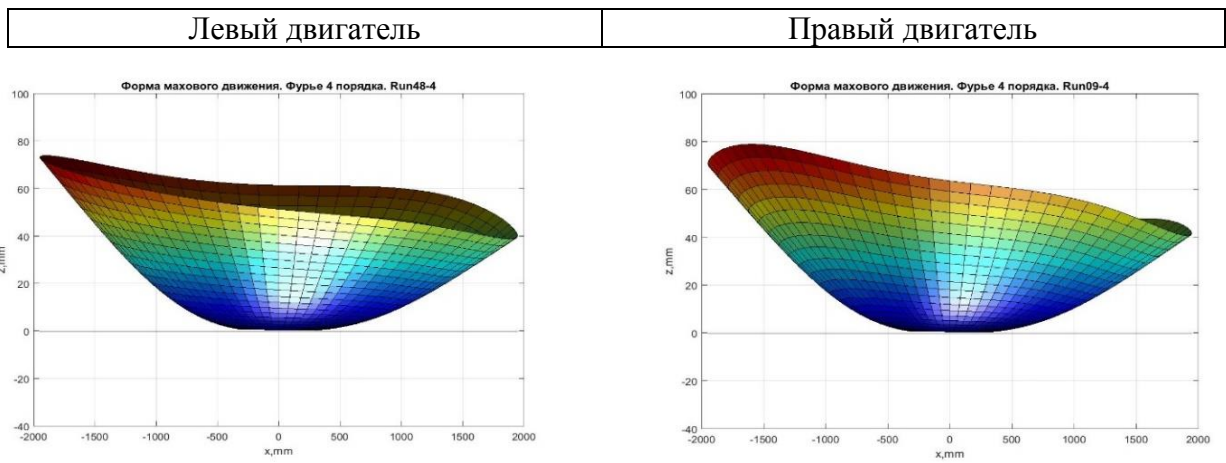 Левый двигатель
Правый двигатель
Форма махового движения. Фурье 4 порядка. Run48-4
100
80
60
40
20
0
-20
-40
z,mm
-2000 -1500 -1000 -500 0 500 1000 1500 2000
x,mm
Форма махового движения. Фурье 4 порядка. Run09-4
100
80
60
40
20
0
-20
-40
z,mm
-2000 -1500 -1000 -500 0 500 1000 1500 2000
x,mm